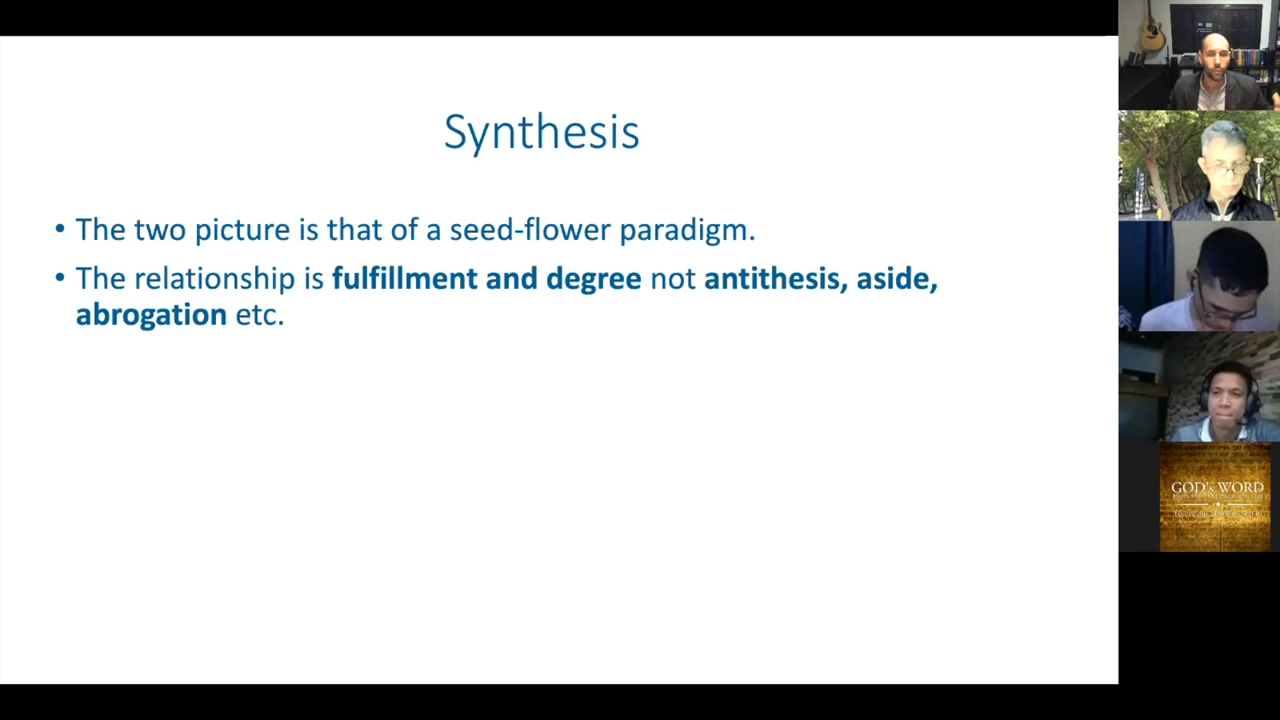 Synthesis
• The two picture is that of a seed-flower paradigm.
• The relationship is fulfillment and degree not antithesis, aside,
abrogation etc.
GOD's WORD